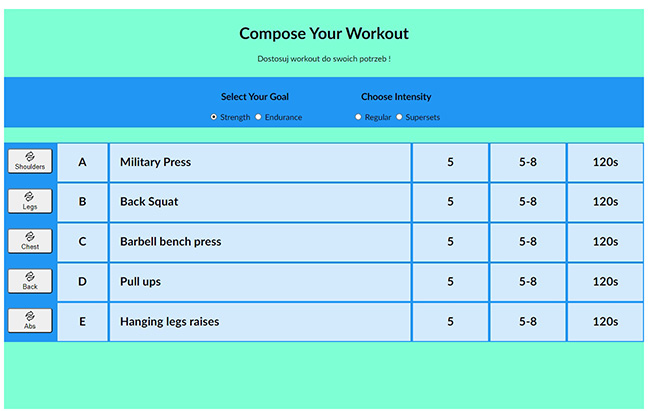 Compose Your Workout
Dostosuj workout do swoich potrzeb !
Select Your Goal Choose Intensity
Strength Endurance Regular Supersets
Shoulders A Military Press 5 5-8 120s
Legs B Back Squat 5 5-8 120s
Chest C Barbell bench press 5 5-8 120s
Back D Pull ups 5 5-8 120s
Abs E Hanging legs raises 5 5-8 120s